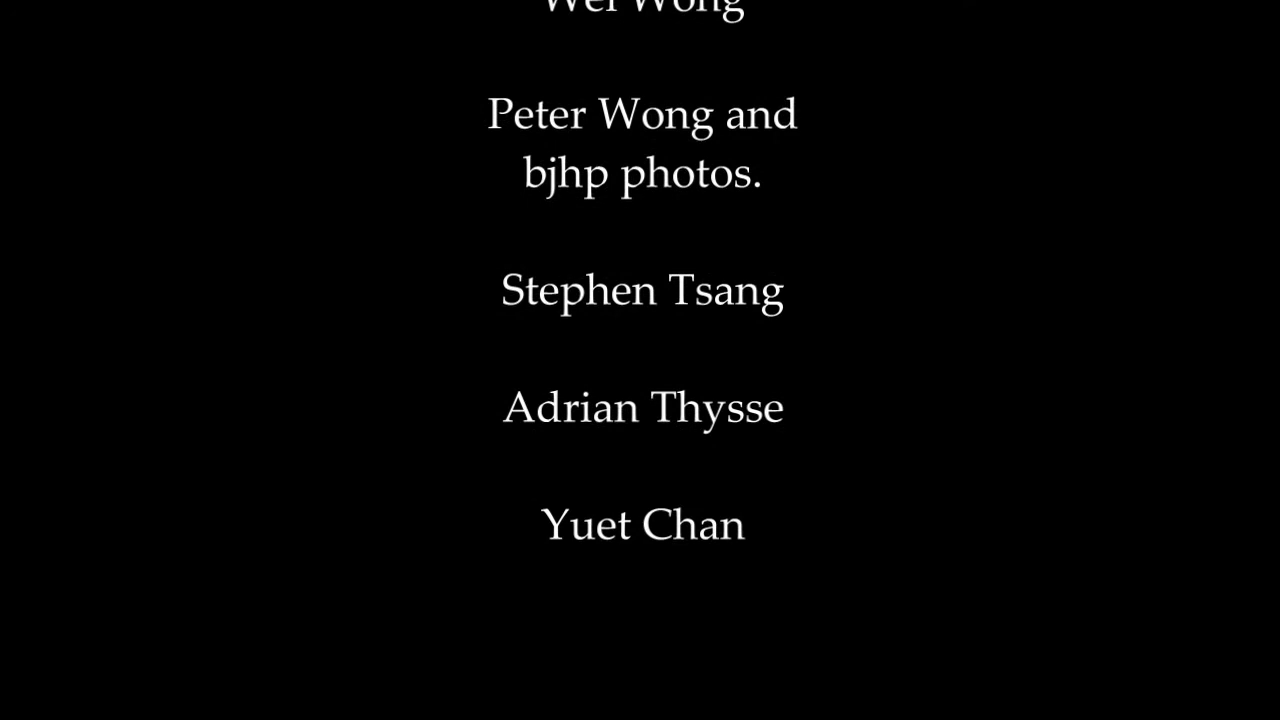 Wei Wong
Peter Wong and
bjhp photos.
Stephen Tsang
Adrian Thysse
Yuet Chan